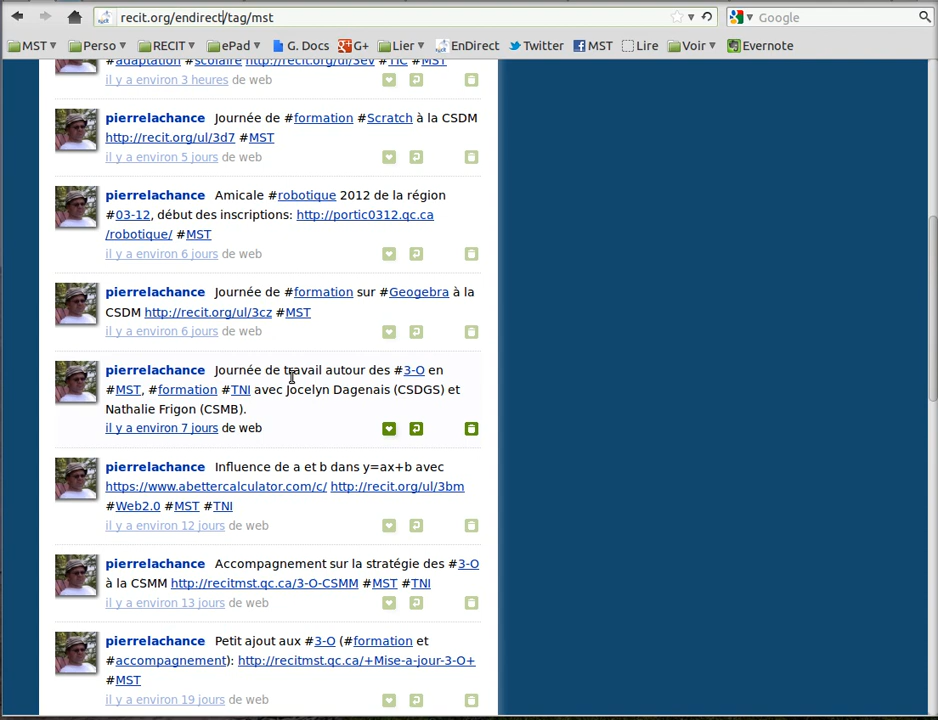 recit.org/endirect/tag/mst
Google
MST Perso RECIT ePad G. Docs G+ Lier EnDirect Twitter MST Lire Voir Evernote
#adaptation #scolaire http://recit.org/ul/3ev #TIC #MST
il y a environ 3 heures de web
pierrelachance Journée de #formation #Scratch à la CSDM
http://recit.org/ul/3d7 #MST
il y a environ 5 jours de web
pierrelachance Amicale #robotique 2012 de la région
#03-12, début des inscriptions: http://portic0312.qc.ca
/robotique/ #MST
il y a environ 6 jours de web
pierrelachance Journée de #formation sur #Geogebra à la
CSDM http://recit.org/ul/3cz #MST
il y a environ 6 jours de web
pierrelachance Journée de travail autour des #3-O en
#MST, #formation #TNI avec Jocelyn Dagenais (CSDGS) et
Nathalie Frigon (CSMB).
il y a environ 7 jours de web
pierrelachance Influence de a et b dans y=ax+b avec
https://www.abettercalculator.com/c/ http://recit.org/ul/3bm
#Web2.0 #MST #TNI
il y a environ 12 jours de web
pierrelachance Accompagnement sur la stratégie des #3-O
à la CSMM http://recitmst.qc.ca/3-O-CSMM #MST #TNI
il y a environ 13 jours de web
pierrelachance Petit ajout aux #3-O (#formation et
#accompagnement): http://recitmst.qc.ca/+Mise-a-jour-3-O+
#MST
il y a environ 19 jours de web